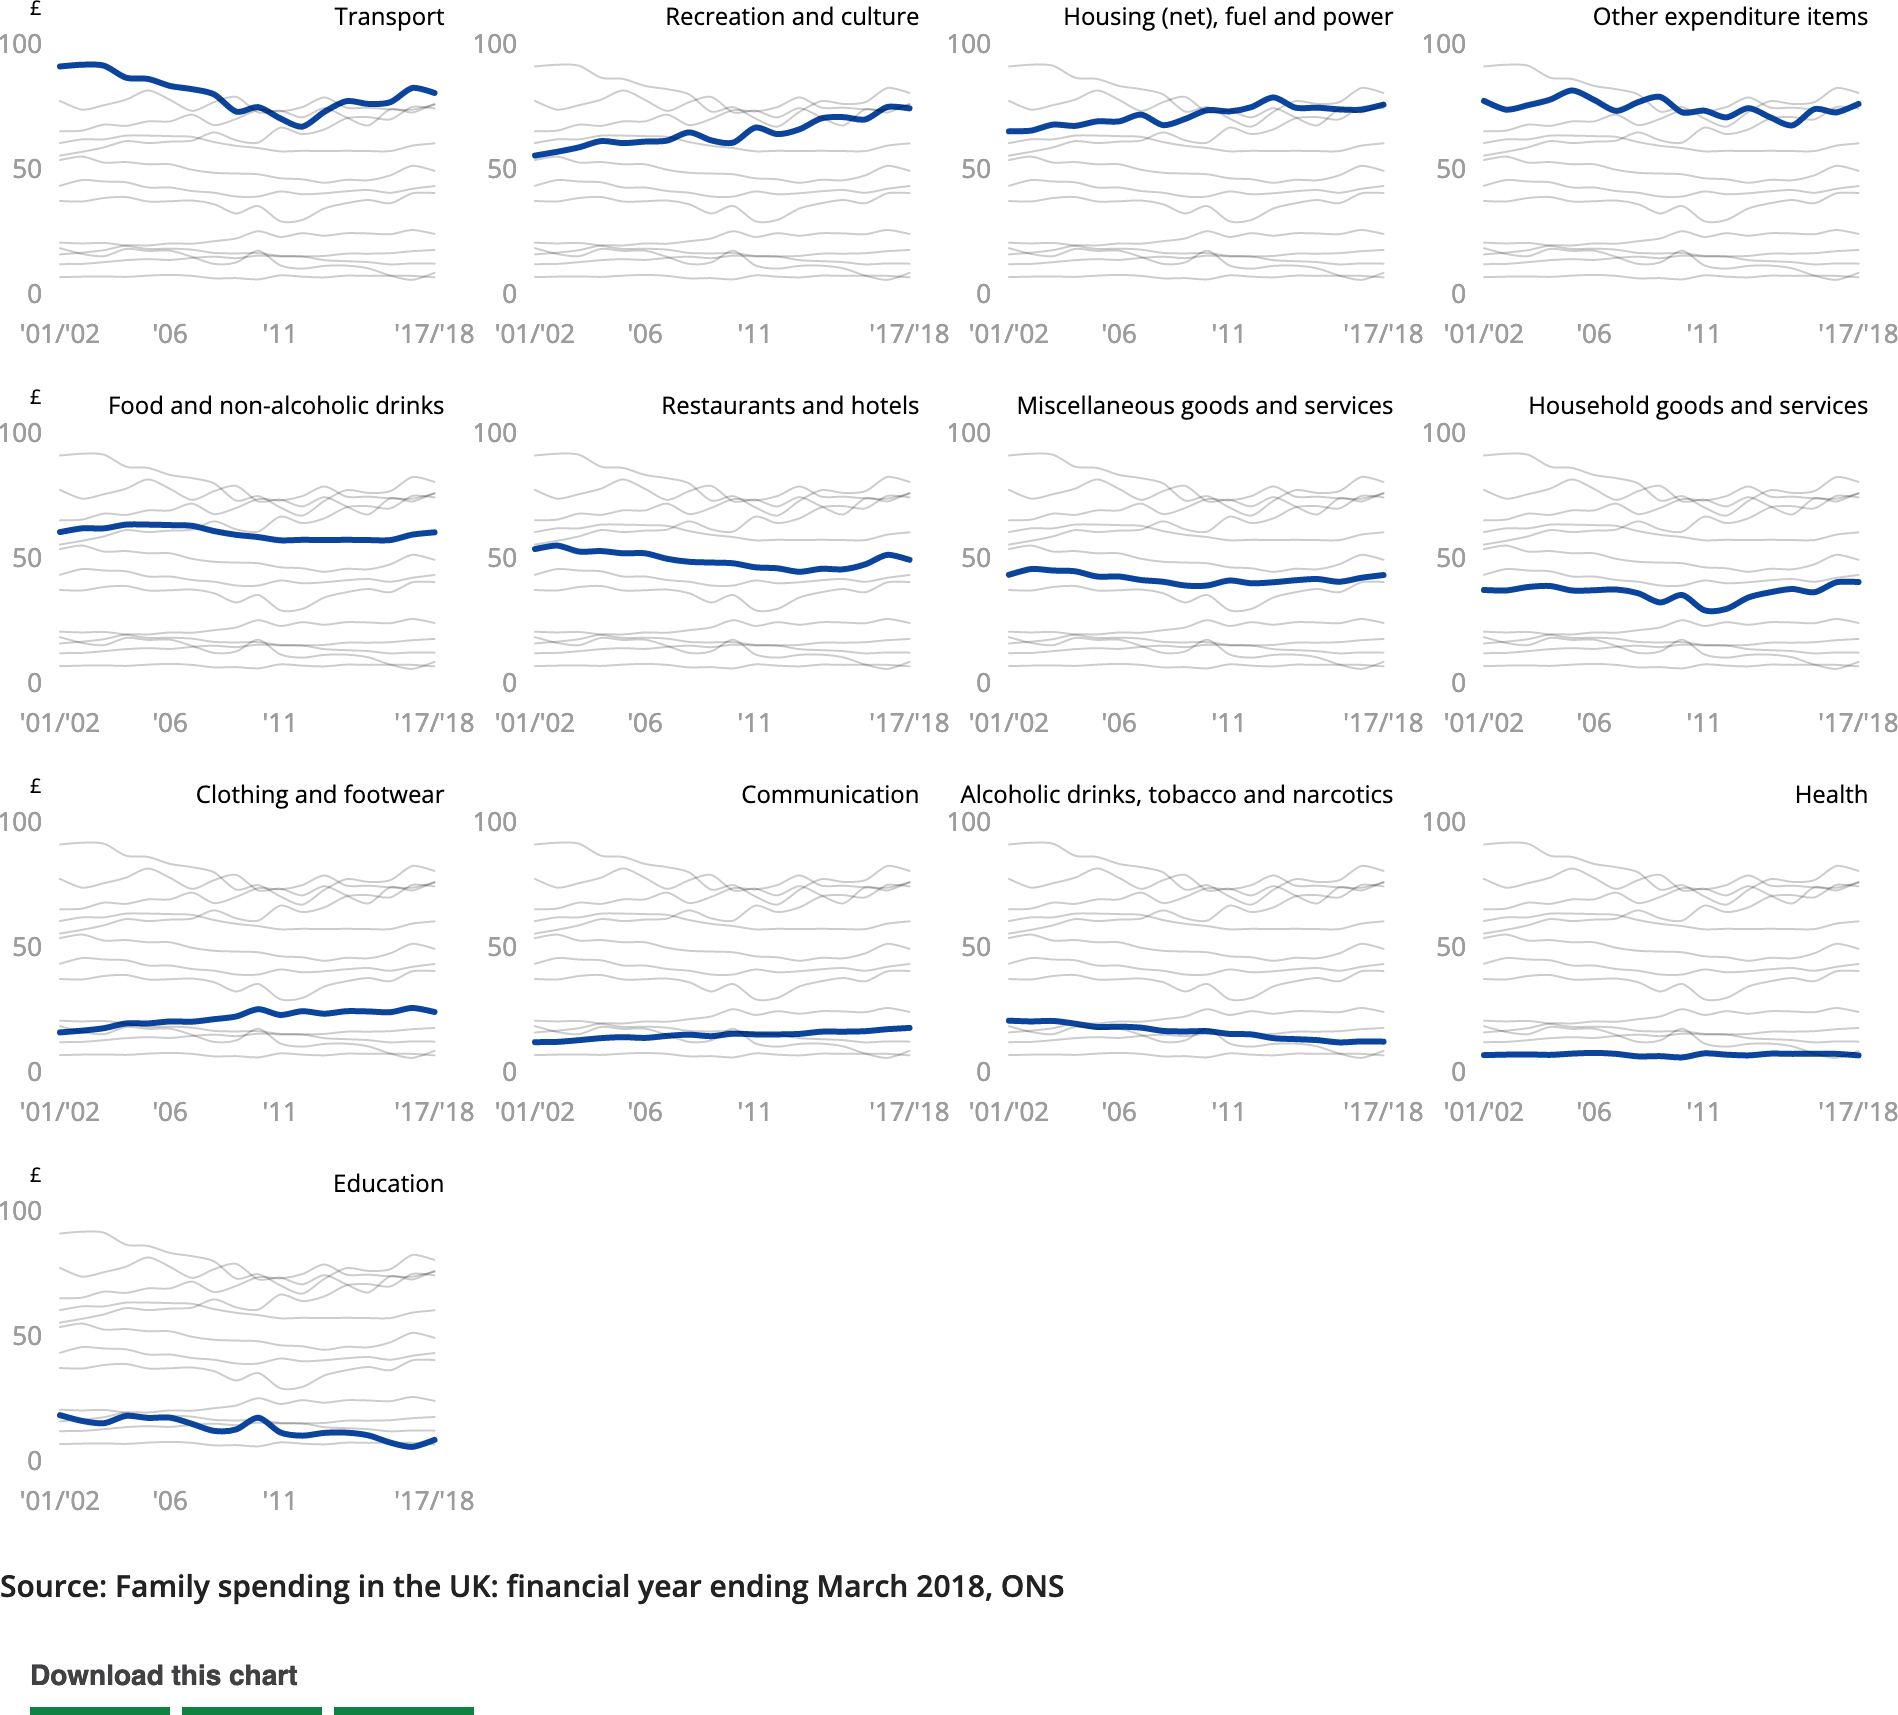 £ Transport Recreation and culture Housing (net), fuel and power Other expenditure items
100 100 100 100
50 50 50 50
0 0 0 0
'01/'02 '06 '11 '17/'18 '01/'02 '06 '11 '17/'18 '01/'02 '06 '11 '17/'18 '01/'02 '06 '11 '17/'18
£ Food and non-alcoholic drinks Restaurants and hotels Miscellaneous goods and services Household goods and services
100 100 100 100
50 50 50 50
0 0 0 0
'01/'02 '06 '11 '17/'18 '01/'02 '06 '11 '17/'18 '01/'02 '06 '11 '17/'18 '01/'02 '06 '11 '17/'18
£ Clothing and footwear Communication Alcoholic drinks, tobacco and narcotics Health
100 100 100 100
50 50 50 50
0 0 0 0
'01/'02 '06 '11 '17/'18 '01/'02 '06 '11 '17/'18 '01/'02 '06 '11 '17/'18 '01/'02 '06 '11 '17/'18
£ Education
100
50
0
'01/'02 '06 '11 '17/'18
Source: Family spending in the UK: financial year ending March 2018, ONS
Download this chart